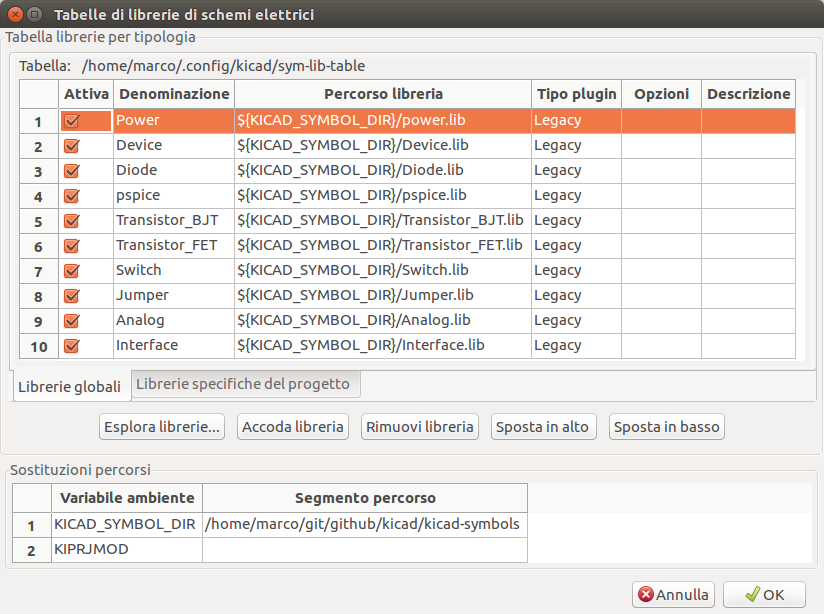 Tabelle di librerie di schemi elettrici
Tabella librerie per tipologia
Tabella: /home/marco/.config/kicad/sym-lib-table
Attiva Denominazione Percorso libreria Tipo plugin Opzioni Descrizione
1 Power ${KICAD_SYMBOL_DIR}/power.lib Legacy
2 Device ${KICAD_SYMBOL_DIR}/Device.lib Legacy
3 Diode ${KICAD_SYMBOL_DIR}/Diode.lib Legacy
4 pspice ${KICAD_SYMBOL_DIR}/pspice.lib Legacy
5 Transistor_BJT ${KICAD_SYMBOL_DIR}/Transistor_BJT.lib Legacy
6 Transistor_FET ${KICAD_SYMBOL_DIR}/Transistor_FET.lib Legacy
7 Switch ${KICAD_SYMBOL_DIR}/Switch.lib Legacy
8 Jumper ${KICAD_SYMBOL_DIR}/Jumper.lib Legacy
9 Analog ${KICAD_SYMBOL_DIR}/Analog.lib Legacy
10 Interface ${KICAD_SYMBOL_DIR}/Interface.lib Legacy
Librerie globali Librerie specifiche del progetto
Esplora librerie... Accoda libreria Rimuovi libreria Sposta in alto Sposta in basso
Sostituzioni percorsi
Variabile ambiente Segmento percorso
1 KICAD_SYMBOL_DIR /home/marco/git/github/kicad/kicad-symbols
2 KIPRJMOD
Annulla OK